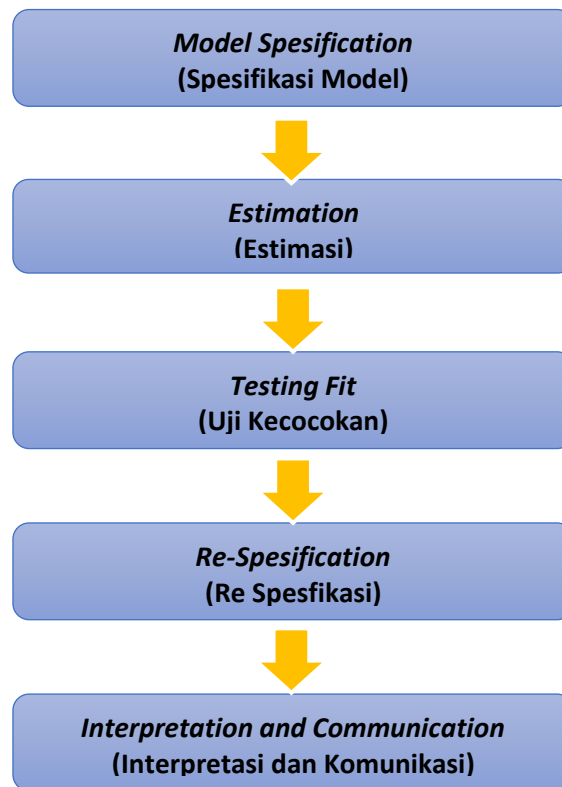 Model Spesification
(Spesifikasi Model)
Estimation
(Estimasi)
Testing Fit
(Uji Kecocokan)
Re-Spesification
(Re Spesfikasi)
Interpretation and Communication
(Interpretasi dan Komunikasi)